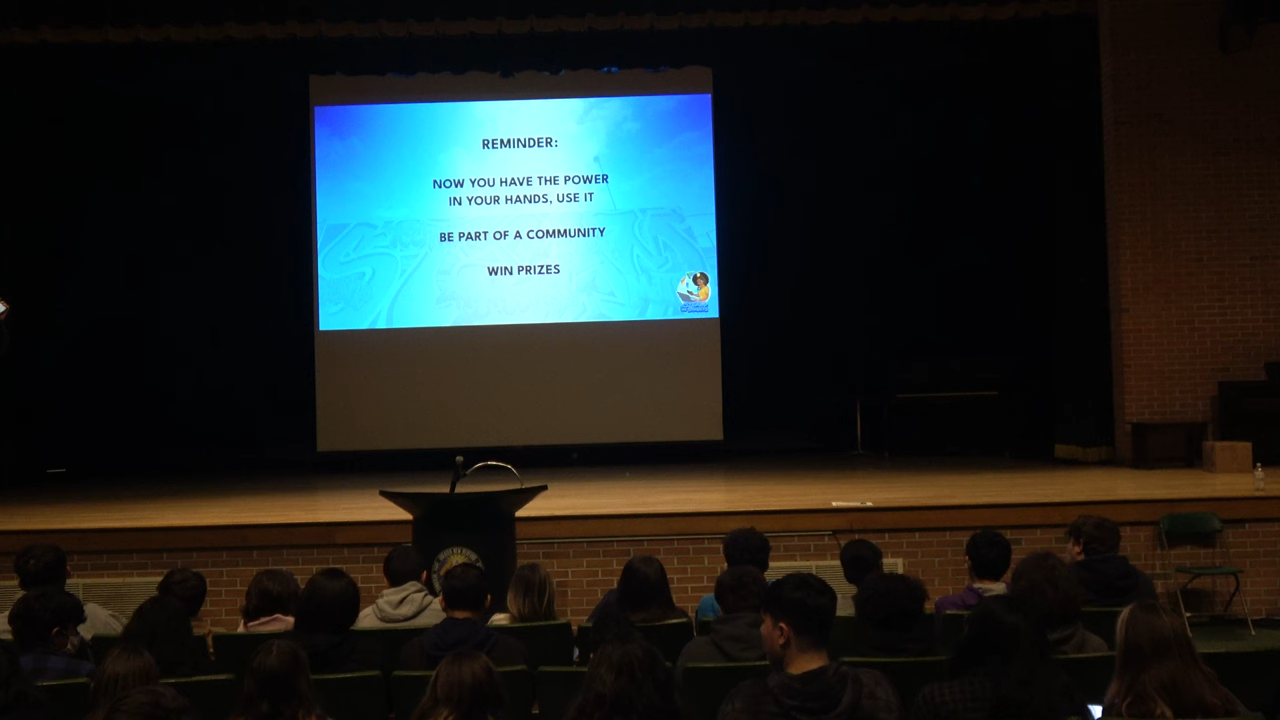 REMINDER:
NOW YOU HAVE THE POWER
IN YOUR HANDS, USE IT
BE PART OF A COMMUNITY
WIN PRIZES